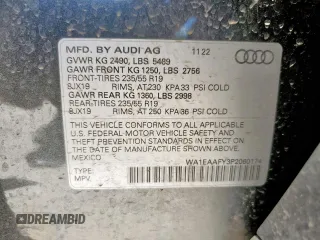 MFD. BY AUDI AG 11 22
GVWR KG 2490, LBS 5489
GAWR FRONT KG 1250, LBS 2756
FRONT-TIRES 235/55 R19
8JX19 RIMS, AT 230 KPA 33 PSI COLD
GAWR REAR KG 1360, LBS 2998
REAR-TIRES 235/55 R19
8JX19 RIMS, AT 250 KPA 36 PSI COLD
THIS VEHICLE CONFORMS TO ALL APPLICABLE
U.S. FEDERAL MOTOR VEHICLE SAFETY AND
THEFT PREVENTION STANDARDS IN EFFECT ON
THE DATE OF MANUFACTURE SHOWN ABOVE.
MEXICO
WA1EAAFY3P2080174
TYPE:
MPV
AUTOBIDMASTER